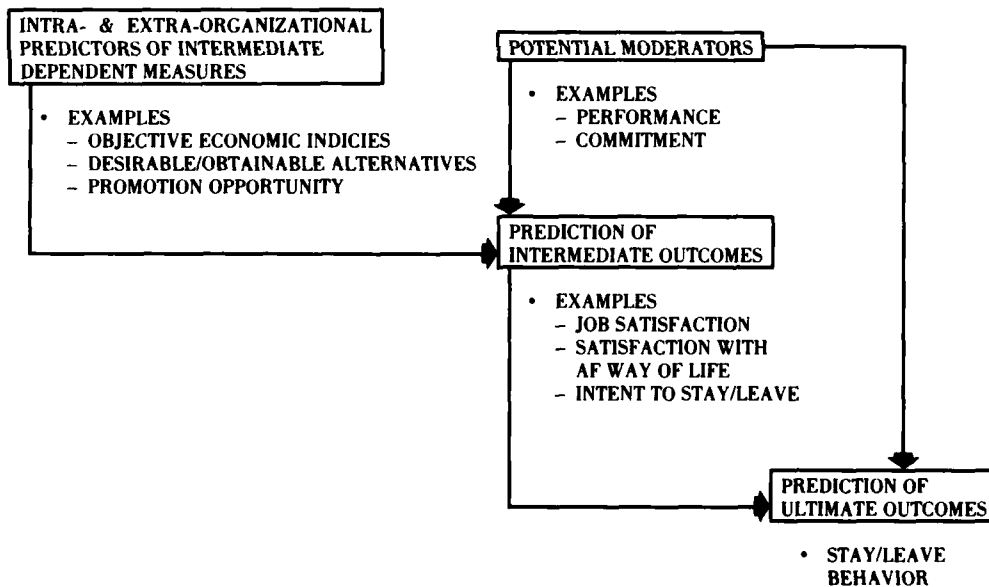 INTRA- & EXTRA-ORGANIZATIONAL
PREDICTORS OF INTERMEDIATE
DEPENDENT MEASURES
• EXAMPLES
– OBJECTIVE ECONOMIC INDICIES
– DESIRABLE/OBTAINABLE ALTERNATIVES
– PROMOTION OPPORTUNITY
POTENTIAL MODERATORS
• EXAMPLES
– PERFORMANCE
– COMMITMENT
PREDICTION OF
INTERMEDIATE OUTCOMES
• EXAMPLES
– JOB SATISFACTION
– SATISFACTION WITH
AF WAY OF LIFE
– INTENT TO STAY/LEAVE
PREDICTION OF
ULTIMATE OUTCOMES
• STAY/LEAVE
BEHAVIOR